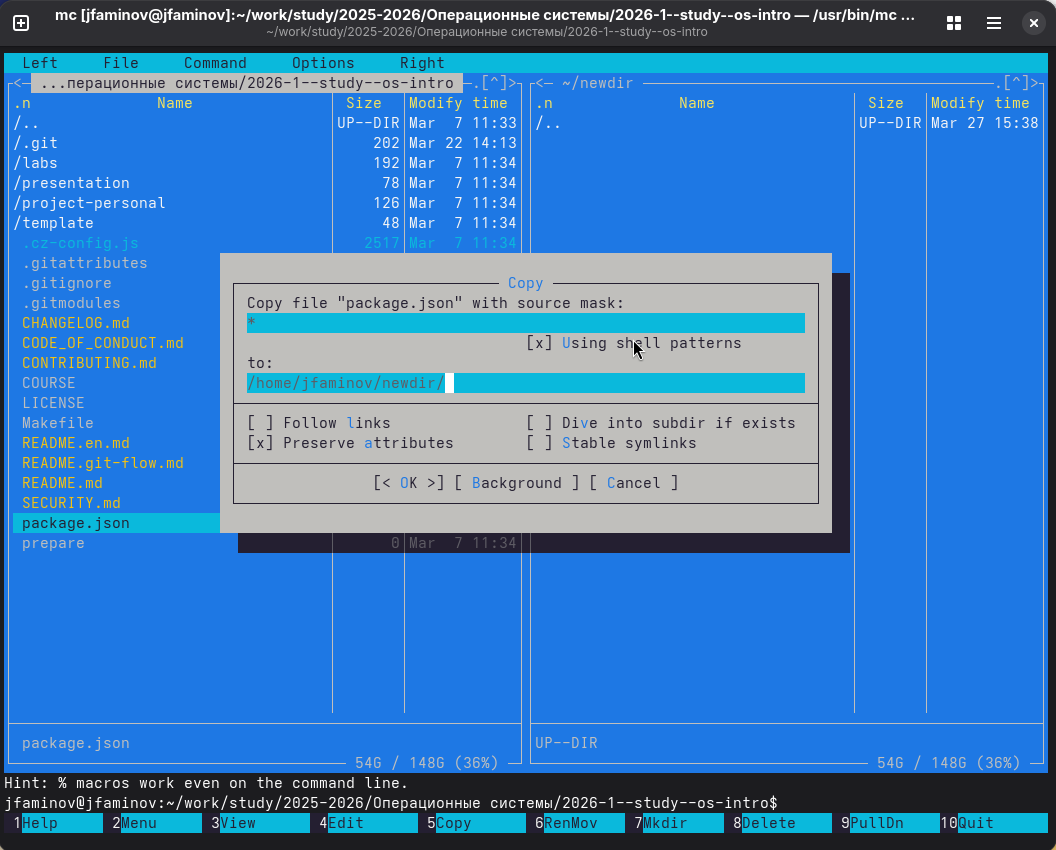 mc [jfaminov@jfaminov]:~/work/study/2025-2026/Операционные системы/2026-1--study--os-intro — /usr/bin/mc ...
~/work/study/2025-2026/Операционные системы/2026-1--study--os-intro
Left File Command Options Right
<— ...перационные системы/2026-1--study--os-intro —.[^]> <— ~/newdir .[^]>
.n Name Size Modify time .n Name Size Modify time
/.. UP--DIR Mar 7 11:33 /.. UP--DIR Mar 27 15:38
/.git 202 Mar 22 14:13
/labs 192 Mar 7 11:34
/presentation 78 Mar 7 11:34
/project-personal 126 Mar 7 11:34
/template 48 Mar 7 11:34
.cz-config.js 2517 Mar 7 11:34
.gitattributes
.gitignore
.gitmodules
CHANGELOG.md
CODE_OF_CONDUCT.md
CONTRIBUTING.md
COURSE
LICENSE
Makefile
README.en.md
README.git-flow.md
README.md
SECURITY.md
package.json
prepare 0 Mar 7 11:34
Copy
Copy file "package.json" with source mask:
*
[x] Using shell patterns
to:
/home/jfaminov/newdir/
[ ] Follow links [ ] Dive into subdir if exists
[x] Preserve attributes [ ] Stable symlinks
[< OK >] [ Background ] [ Cancel ]
package.json UP--DIR
54G / 148G (36%) 54G / 148G (36%)
Hint: % macros work even on the command line.
jfaminov@jfaminov:~/work/study/2025-2026/Операционные системы/2026-1--study--os-intro$
1Help 2Menu 3View 4Edit 5Copy 6RenMov 7Mkdir 8Delete 9PullDn 10Quit